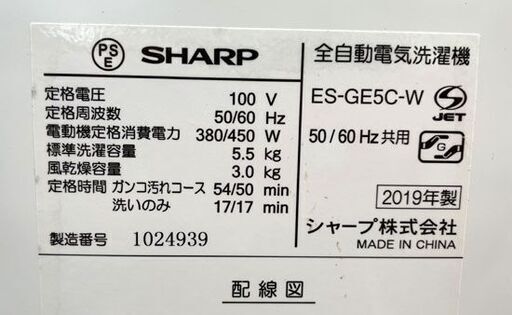 PS
E
SHARP
全自動電気洗濯機
定格電圧 100 V
定格周波数 50/60 Hz
電動機定格消費電力 380/450 W
標準洗濯容量 5.5 kg
風乾燥容量 3.0 kg
定格時間 ガンコ汚れコース 54/50 min
洗いのみ 17/17 min
製造番号 1024939
ES-GE5C-W
S
JET
50/60 Hz共用
G
2019年製
シャープ株式会社
MADE IN CHINA
配線図